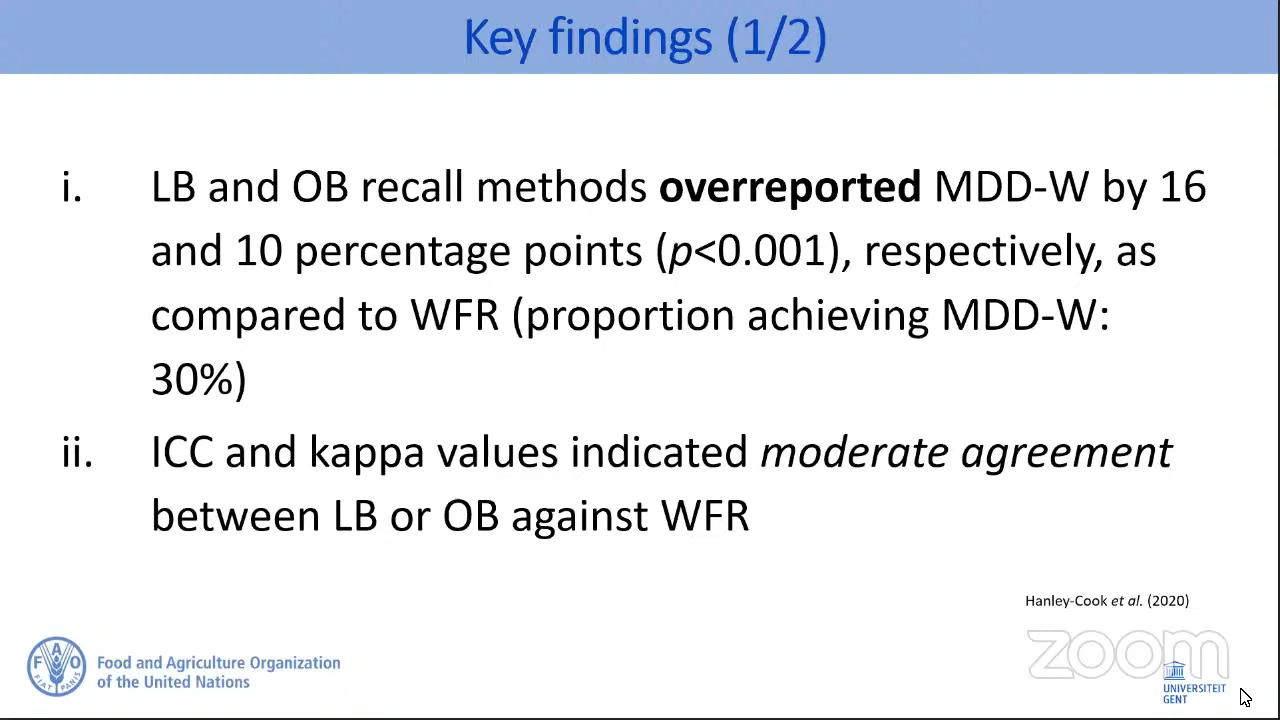 Key findings (1/2)
i. LB and OB recall methods overreported MDD-W by 16
and 10 percentage points (p<0.001), respectively, as
compared to WFR (proportion achieving MDD-W:
30%)
ii. ICC and kappa values indicated moderate agreement
between LB or OB against WFR
Hanley-Cook et al. (2020)
zoom
F A O
FIAT PANIS
Food and Agriculture Organization
of the United Nations
UNIVERSITEIT
GENT